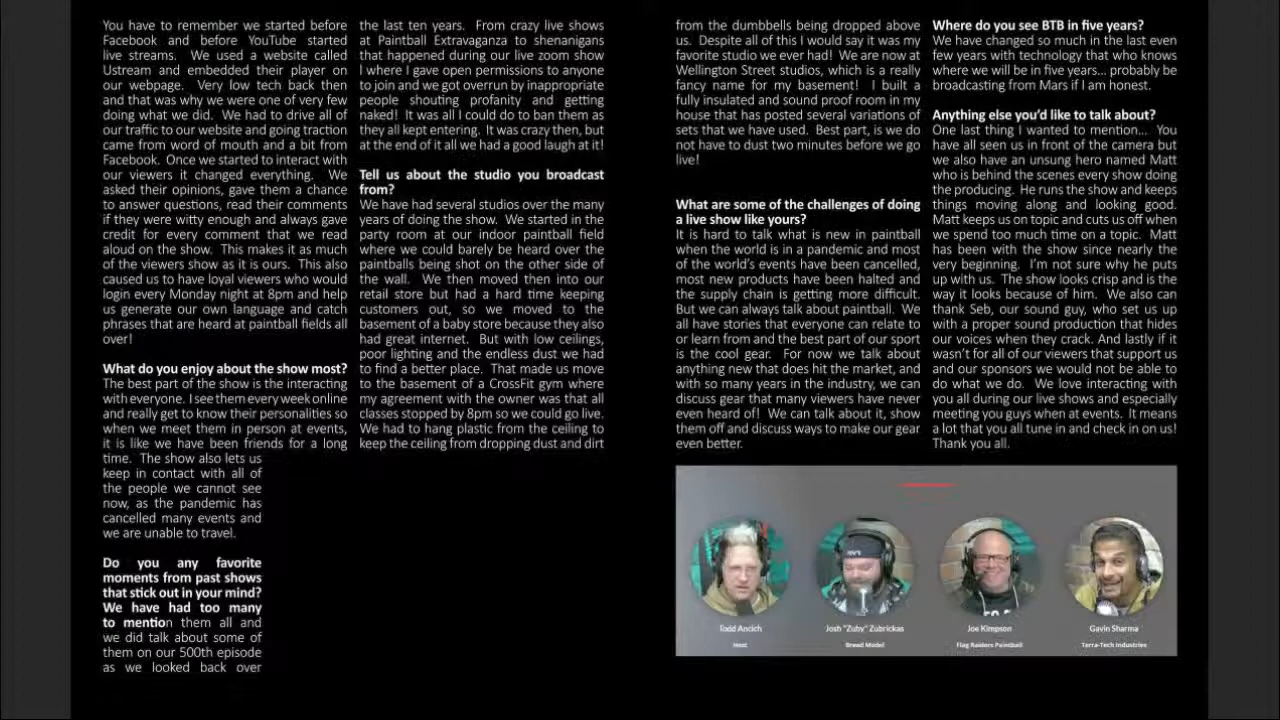 You have to remember we started before
Facebook and before YouTube started
live streams. We used a website called
Ustream and embedded their player on
our webpage. Very low tech back then
and that was why we were one of very few
doing what we did. We had to drive all of
our traffic to our website and going traction
came from word of mouth and a bit from
Facebook. Once we started to interact with
our viewers it changed everything. We
asked their opinions, gave them a chance
to answer questions, read their comments
if they were witty enough and always gave
credit for every comment that we read
aloud on the show. This makes it as much
of the viewers show as it is ours. This also
caused us to have loyal viewers who would
login every Monday night at 8pm and help
us generate our own language and catch
phrases that are heard at paintball fields all
over!
What do you enjoy about the show most?
The best part of the show is the interacting
with everyone. I see them every week online
and really get to know their personalities so
when we meet them in person at events,
it is like we have been friends for a long
time. The show also lets us
keep in contact with all of
the people we cannot see
now, as the pandemic has
cancelled many events and
we are unable to travel.
Do you any favorite
moments from past shows
that stick out in your mind?
We have had too many
to mention them all and
we did talk about some of
them on our 500th episode
as we looked back over
the last ten years. From crazy live shows
at Paintball Extravaganza to shenanigans
that happened during our live zoom show
I where I gave open permissions to anyone
to join and we got overrun by inappropriate
people shouting profanity and getting
naked! It was all I could do to ban them as
they all kept entering. It was crazy then, but
at the end of it all we had a good laugh at it!
Tell us about the studio you broadcast
from?
We have had several studios over the many
years of doing the show. We started in the
party room at our indoor paintball field
where we could barely be heard over the
paintballs being shot on the other side of
the wall. We then moved then into our
retail store but had a hard time keeping
customers out, so we moved to the
basement of a baby store because they also
had great internet. But with low ceilings,
poor lighting and the endless dust we had
to find a better place. That made us move
to the basement of a CrossFit gym where
my agreement with the owner was that all
classes stopped by 8pm so we could go live.
We had to hang plastic from the ceiling to
keep the ceiling from dropping dust and dirt
from the dumbbells being dropped above
us. Despite all of this I would say it was my
favorite studio we ever had! We are now at
Wellington Street studios, which is a really
fancy name for my basement! I built a
fully insulated and sound proof room in my
house that has posted several variations of
sets that we have used. Best part, is we do
not have to dust two minutes before we go
live!
What are some of the challenges of doing
a live show like yours?
It is hard to talk what is new in paintball
when the world is in a pandemic and most
of the world's events have been cancelled,
most new products have been halted and
the supply chain is getting more difficult.
But we can always talk about paintball. We
all have stories that everyone can relate to
or learn from and the best part of our sport
is the cool gear. For now we talk about
anything new that does hit the market, and
with so many years in the industry, we can
discuss gear that many viewers have never
even heard of! We can talk about it, show
them off and discuss ways to make our gear
even better.
Where do you see BTB in five years?
We have changed so much in the last even
few years with technology that who knows
where we will be in five years... probably be
broadcasting from Mars if I am honest.
Anything else you'd like to talk about?
One last thing I wanted to mention... You
have all seen us in front of the camera but
we also have an unsung hero named Matt
who is behind the scenes every show doing
the producing. He runs the show and keeps
things moving along and looking good.
Matt keeps us on topic and cuts us off when
we spend too much time on a topic. Matt
has been with the show since nearly the
very beginning. I'm not sure why he puts
up with us. The show looks crisp and is the
way it looks because of him. We also can
thank Seb, our sound guy, who set us up
with a proper sound production that hides
our voices when they crack. And lastly if it
wasn't for all of our viewers that support us
and our sponsors we would not be able to
do what we do. We love interacting with
you all during our live shows and especially
meeting you guys when at events. It means
a lot that you all tune in and check in on us!
Thank you all.
Todd Ancich
Host
Josh "Zuby" Zubrickas
Breed Model
Joe Kimpson
Flag Raiders Paintball
Gavin Sharma
Terra-Tech Industries